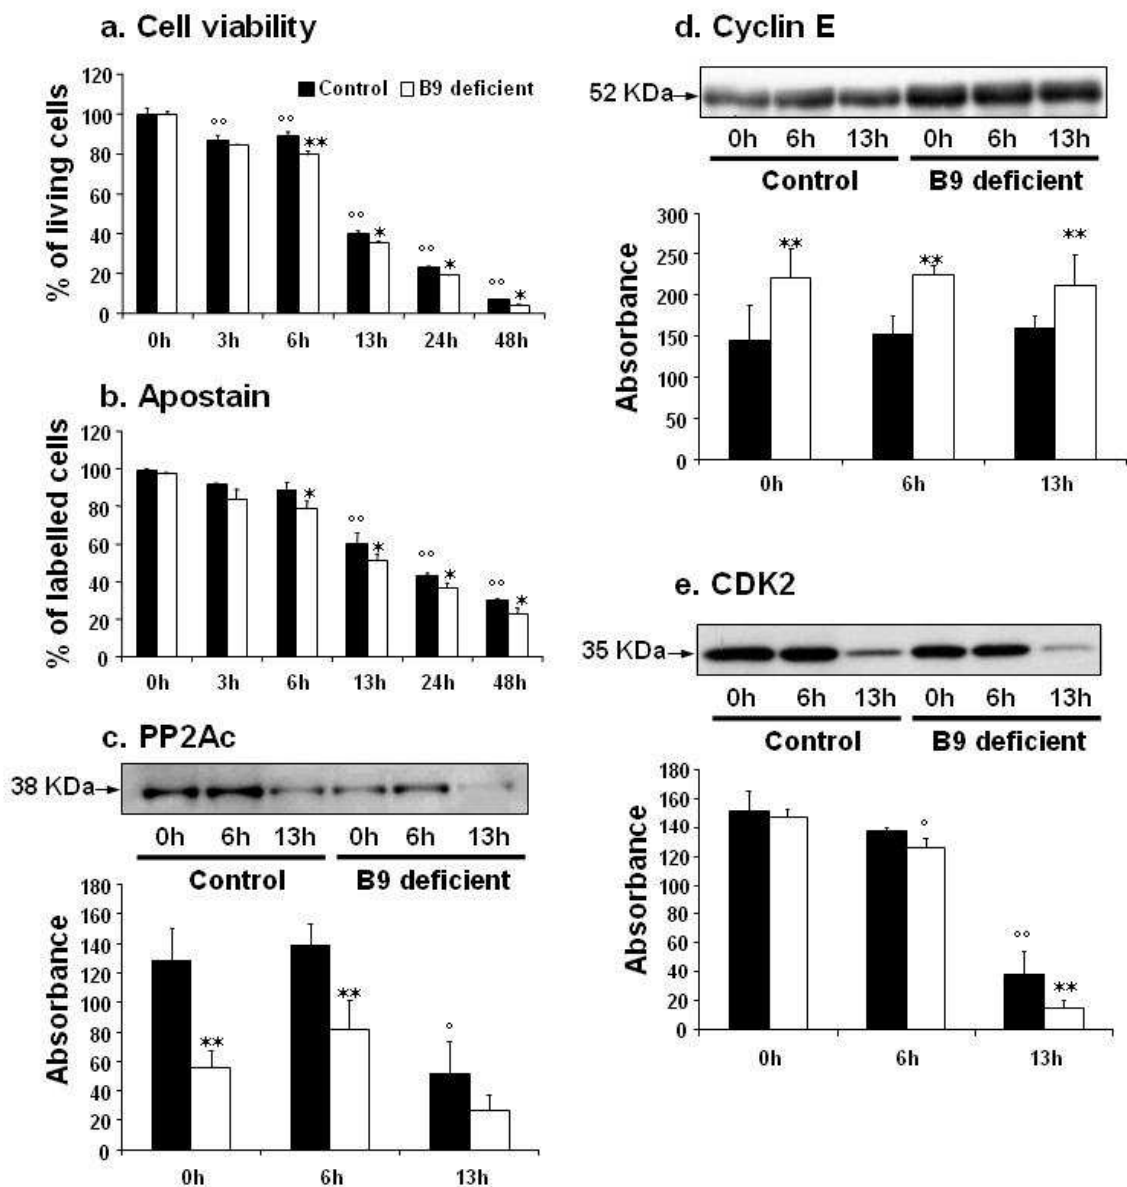 a. Cell viability
120
100
80
60
40
20
0
% of living cells
Control B9 deficient
°° °° ** °° * °° * °° *
0h 3h 6h 13h 24h 48h
b. Apostain
120
100
80
60
40
20
0
% of labelled cells
* °° * °° * °° *
0h 3h 6h 13h 24h 48h
c. PP2Ac
38 KDa→
0h 6h 13h 0h 6h 13h
Control B9 deficient
180
160
140
120
100
80
60
40
20
0
Absorbance
** ** °
0h 6h 13h
d. Cyclin E
52 KDa→
0h 6h 13h 0h 6h 13h
Control B9 deficient
300
250
200
150
100
50
0
Absorbance
** ** **
0h 6h 13h
e. CDK2
35 KDa→
0h 6h 13h 0h 6h 13h
Control B9 deficient
180
160
140
120
100
80
60
40
20
0
Absorbance
° °° **
0h 6h 13h